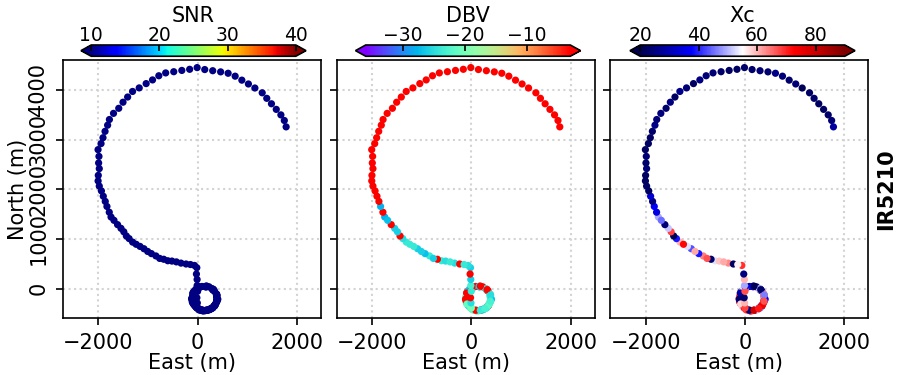 SNR DBV Xc
10 20 30 40 −30 −20 −10 20 40 60 80
4000
3000
2000
1000
0
North (m)
IR5210
−2000 0 2000 −2000 0 2000 −2000 0 2000
East (m) East (m) East (m)